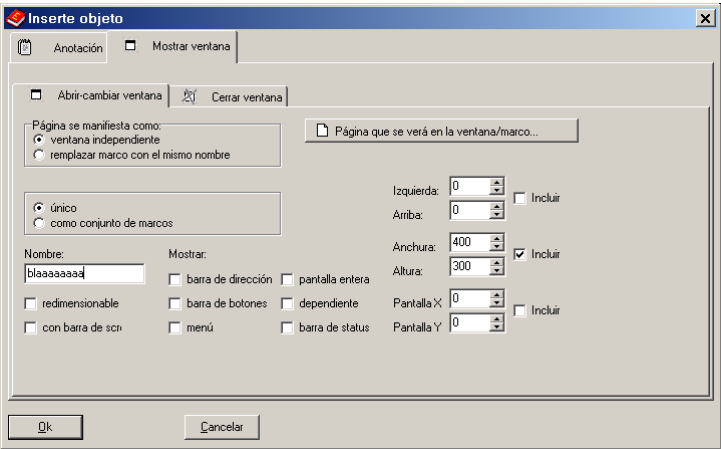 Inserte objeto
Anotación
Mostrar ventana
Abrir-cambiar ventana
Cerrar ventana
Página se manifiesta como:
ventana independiente
remplazar marco con el mismo nombre
Página que se verá en la ventana/marco...
único
como conjunto de marcos
Izquierda: 0
Incluir
Arriba: 0
Anchura: 400
Incluir
Altura: 300
Pantalla X 0
Incluir
Pantalla Y 0
Nombre:
blaaaaaaaa
redimensionable
con barra de scro
Mostrar:
barra de dirección
pantalla entera
barra de botones
dependiente
menú
barra de status
Ok
Cancelar